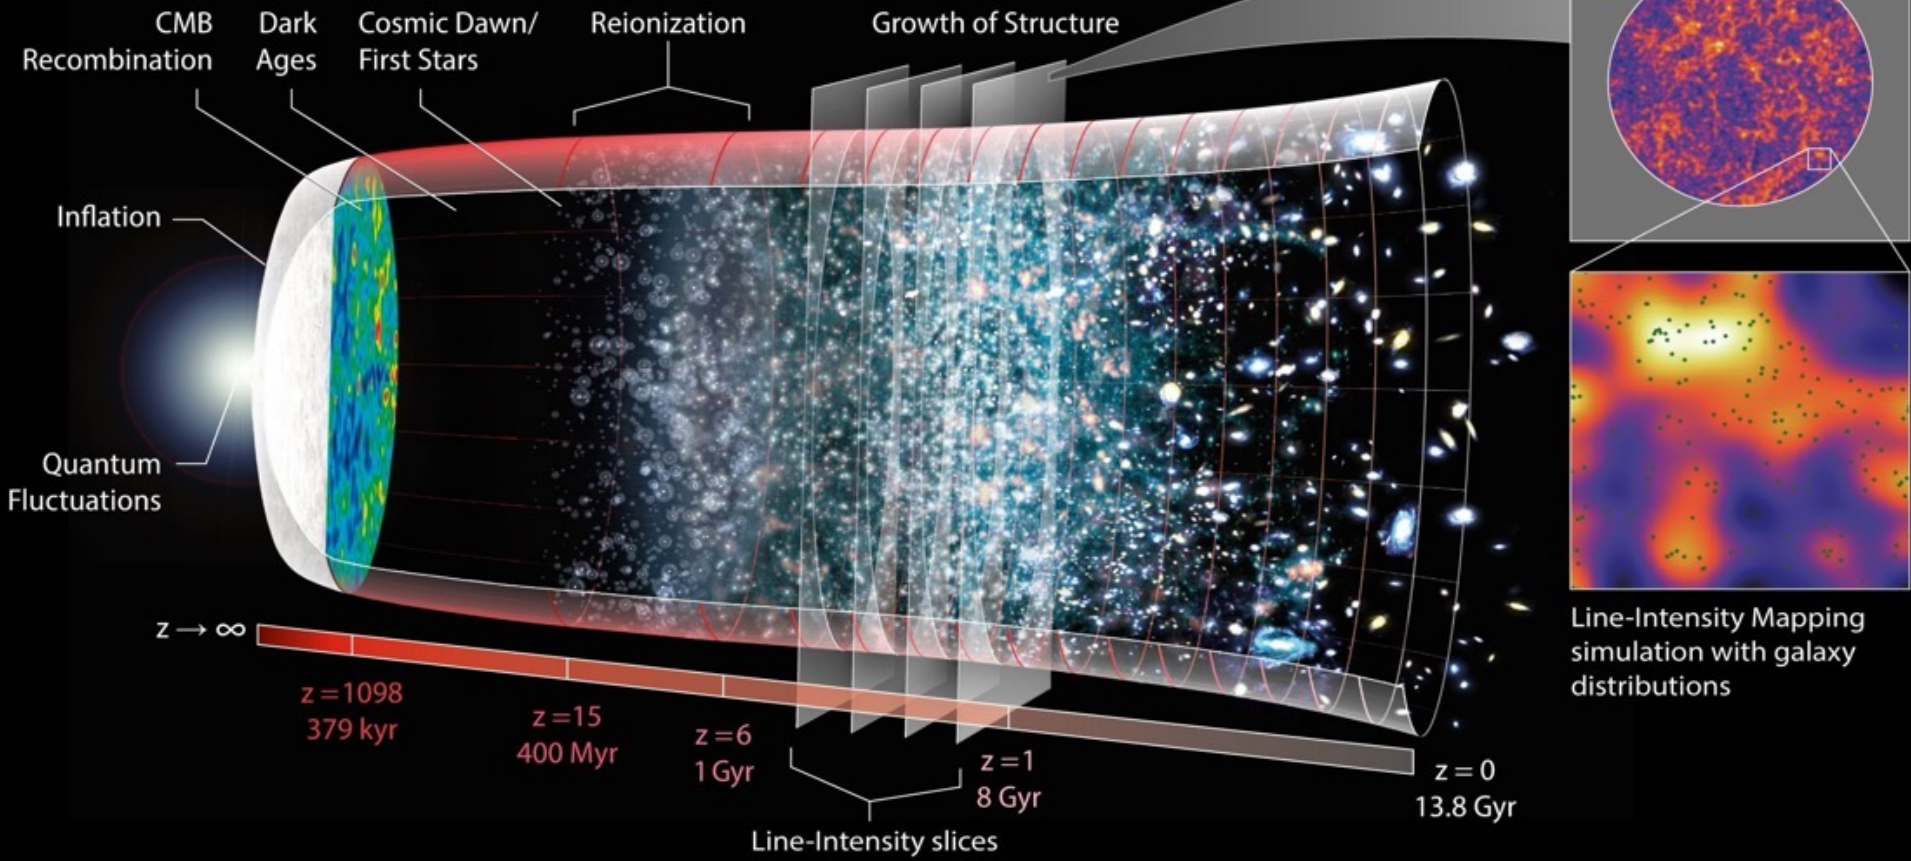 CMB
Recombination
Dark
Ages
Cosmic Dawn/
First Stars
Reionization
Growth of Structure
Inflation
Quantum
Fluctuations
z → ∞
z =1098
379 kyr
z =15
400 Myr
z = 6
1 Gyr
z =1
8 Gyr
z = 0
13.8 Gyr
Line-Intensity slices
Line-Intensity Mapping
simulation with galaxy
distributions